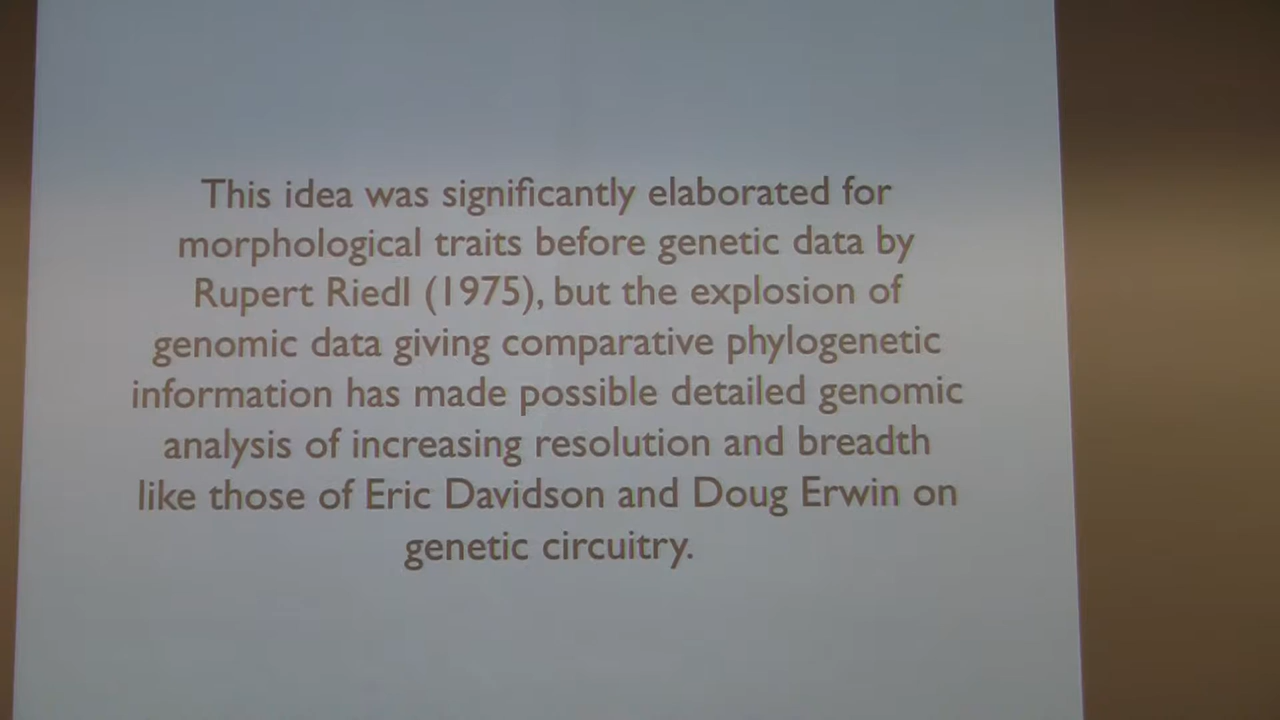 This idea was significantly elaborated for
morphological traits before genetic data by
Rupert Riedl (1975), but the explosion of
genomic data giving comparative phylogenetic
information has made possible detailed genomic
analysis of increasing resolution and breadth
like those of Eric Davidson and Doug Erwin on
genetic circuitry.